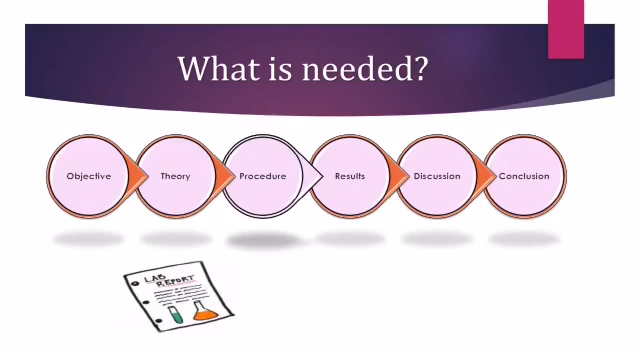 What is needed?
Objective
Theory
Procedure
Results
Discussion
Conclusion
LAB
REPORT